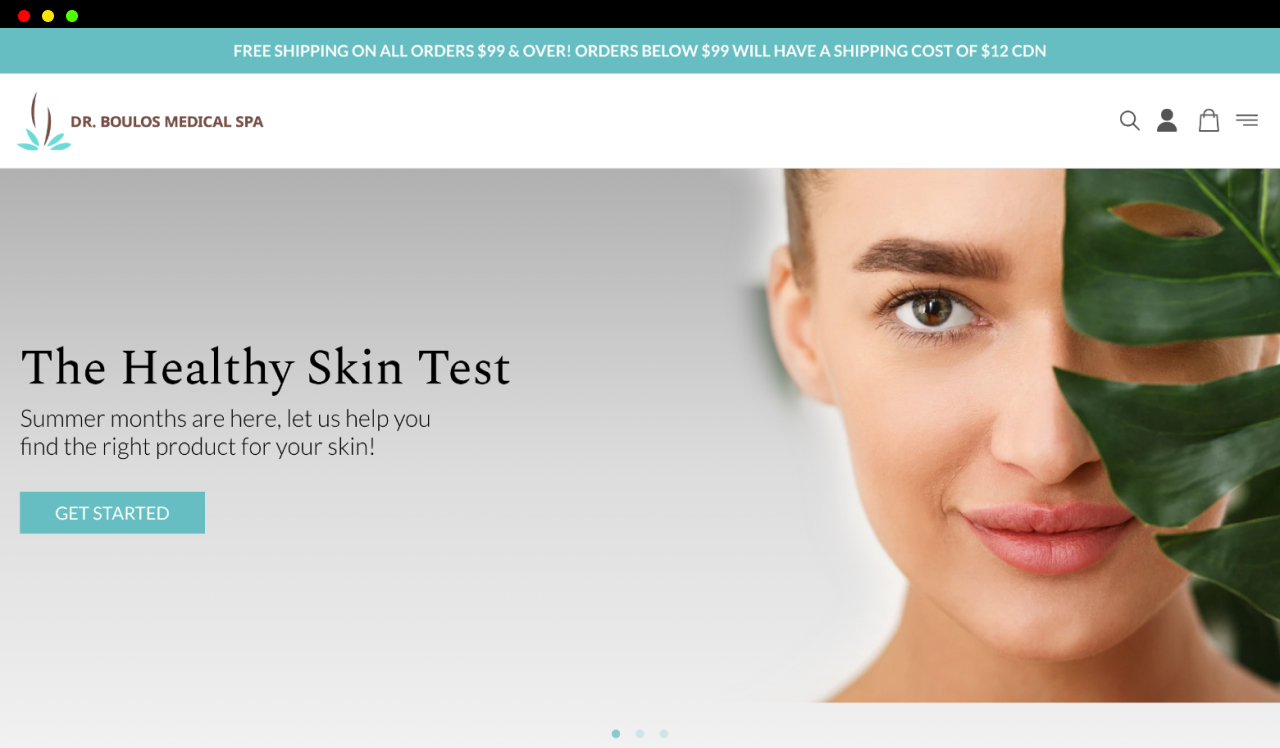 FREE SHIPPING ON ALL ORDERS $99 & OVER! ORDERS BELOW $99 WILL HAVE A SHIPPING COST OF $12 CDN
DR. BOULOS MEDICAL SPA
The Healthy Skin Test
Summer months are here, let us help you
find the right product for your skin!
GET STARTED